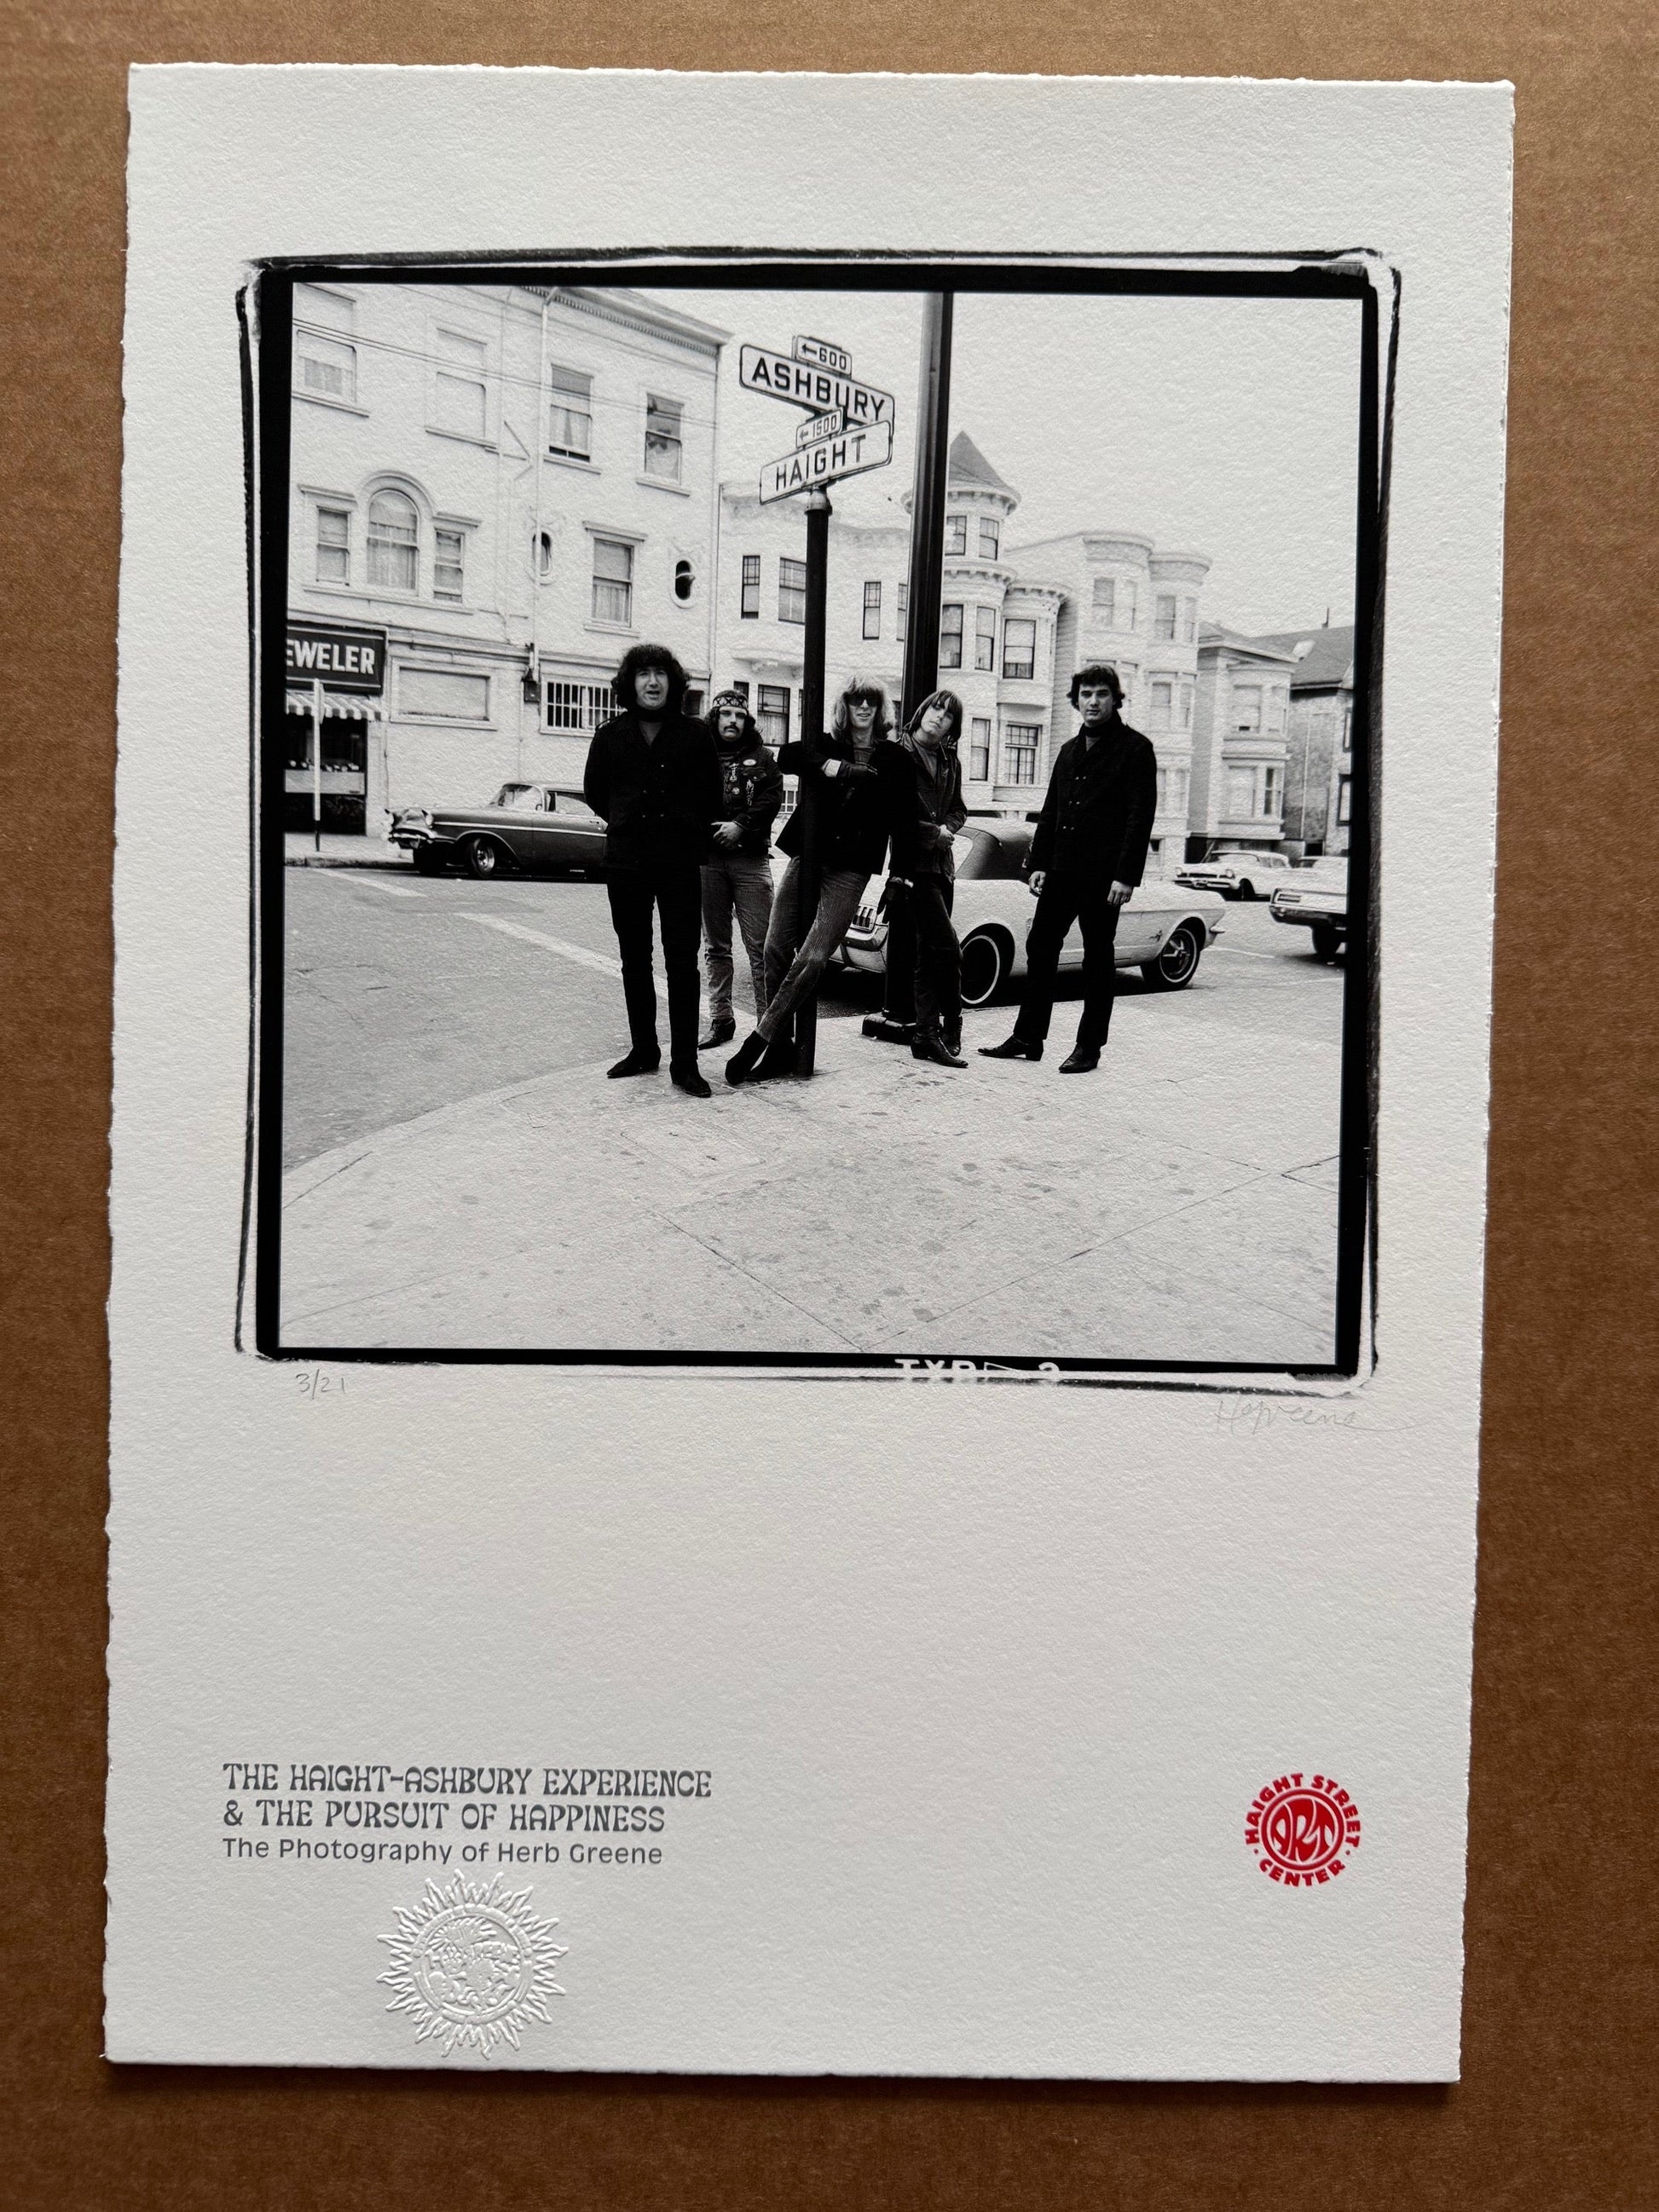 ←600
ASHBURY
←1500
HAIGHT
EWELER
3/21
THE HAIGHT-ASHBURY EXPERIENCE
& THE PURSUIT OF HAPPINESS
The Photography of Herb Greene
HAIGHT STREET
ART
CENTER